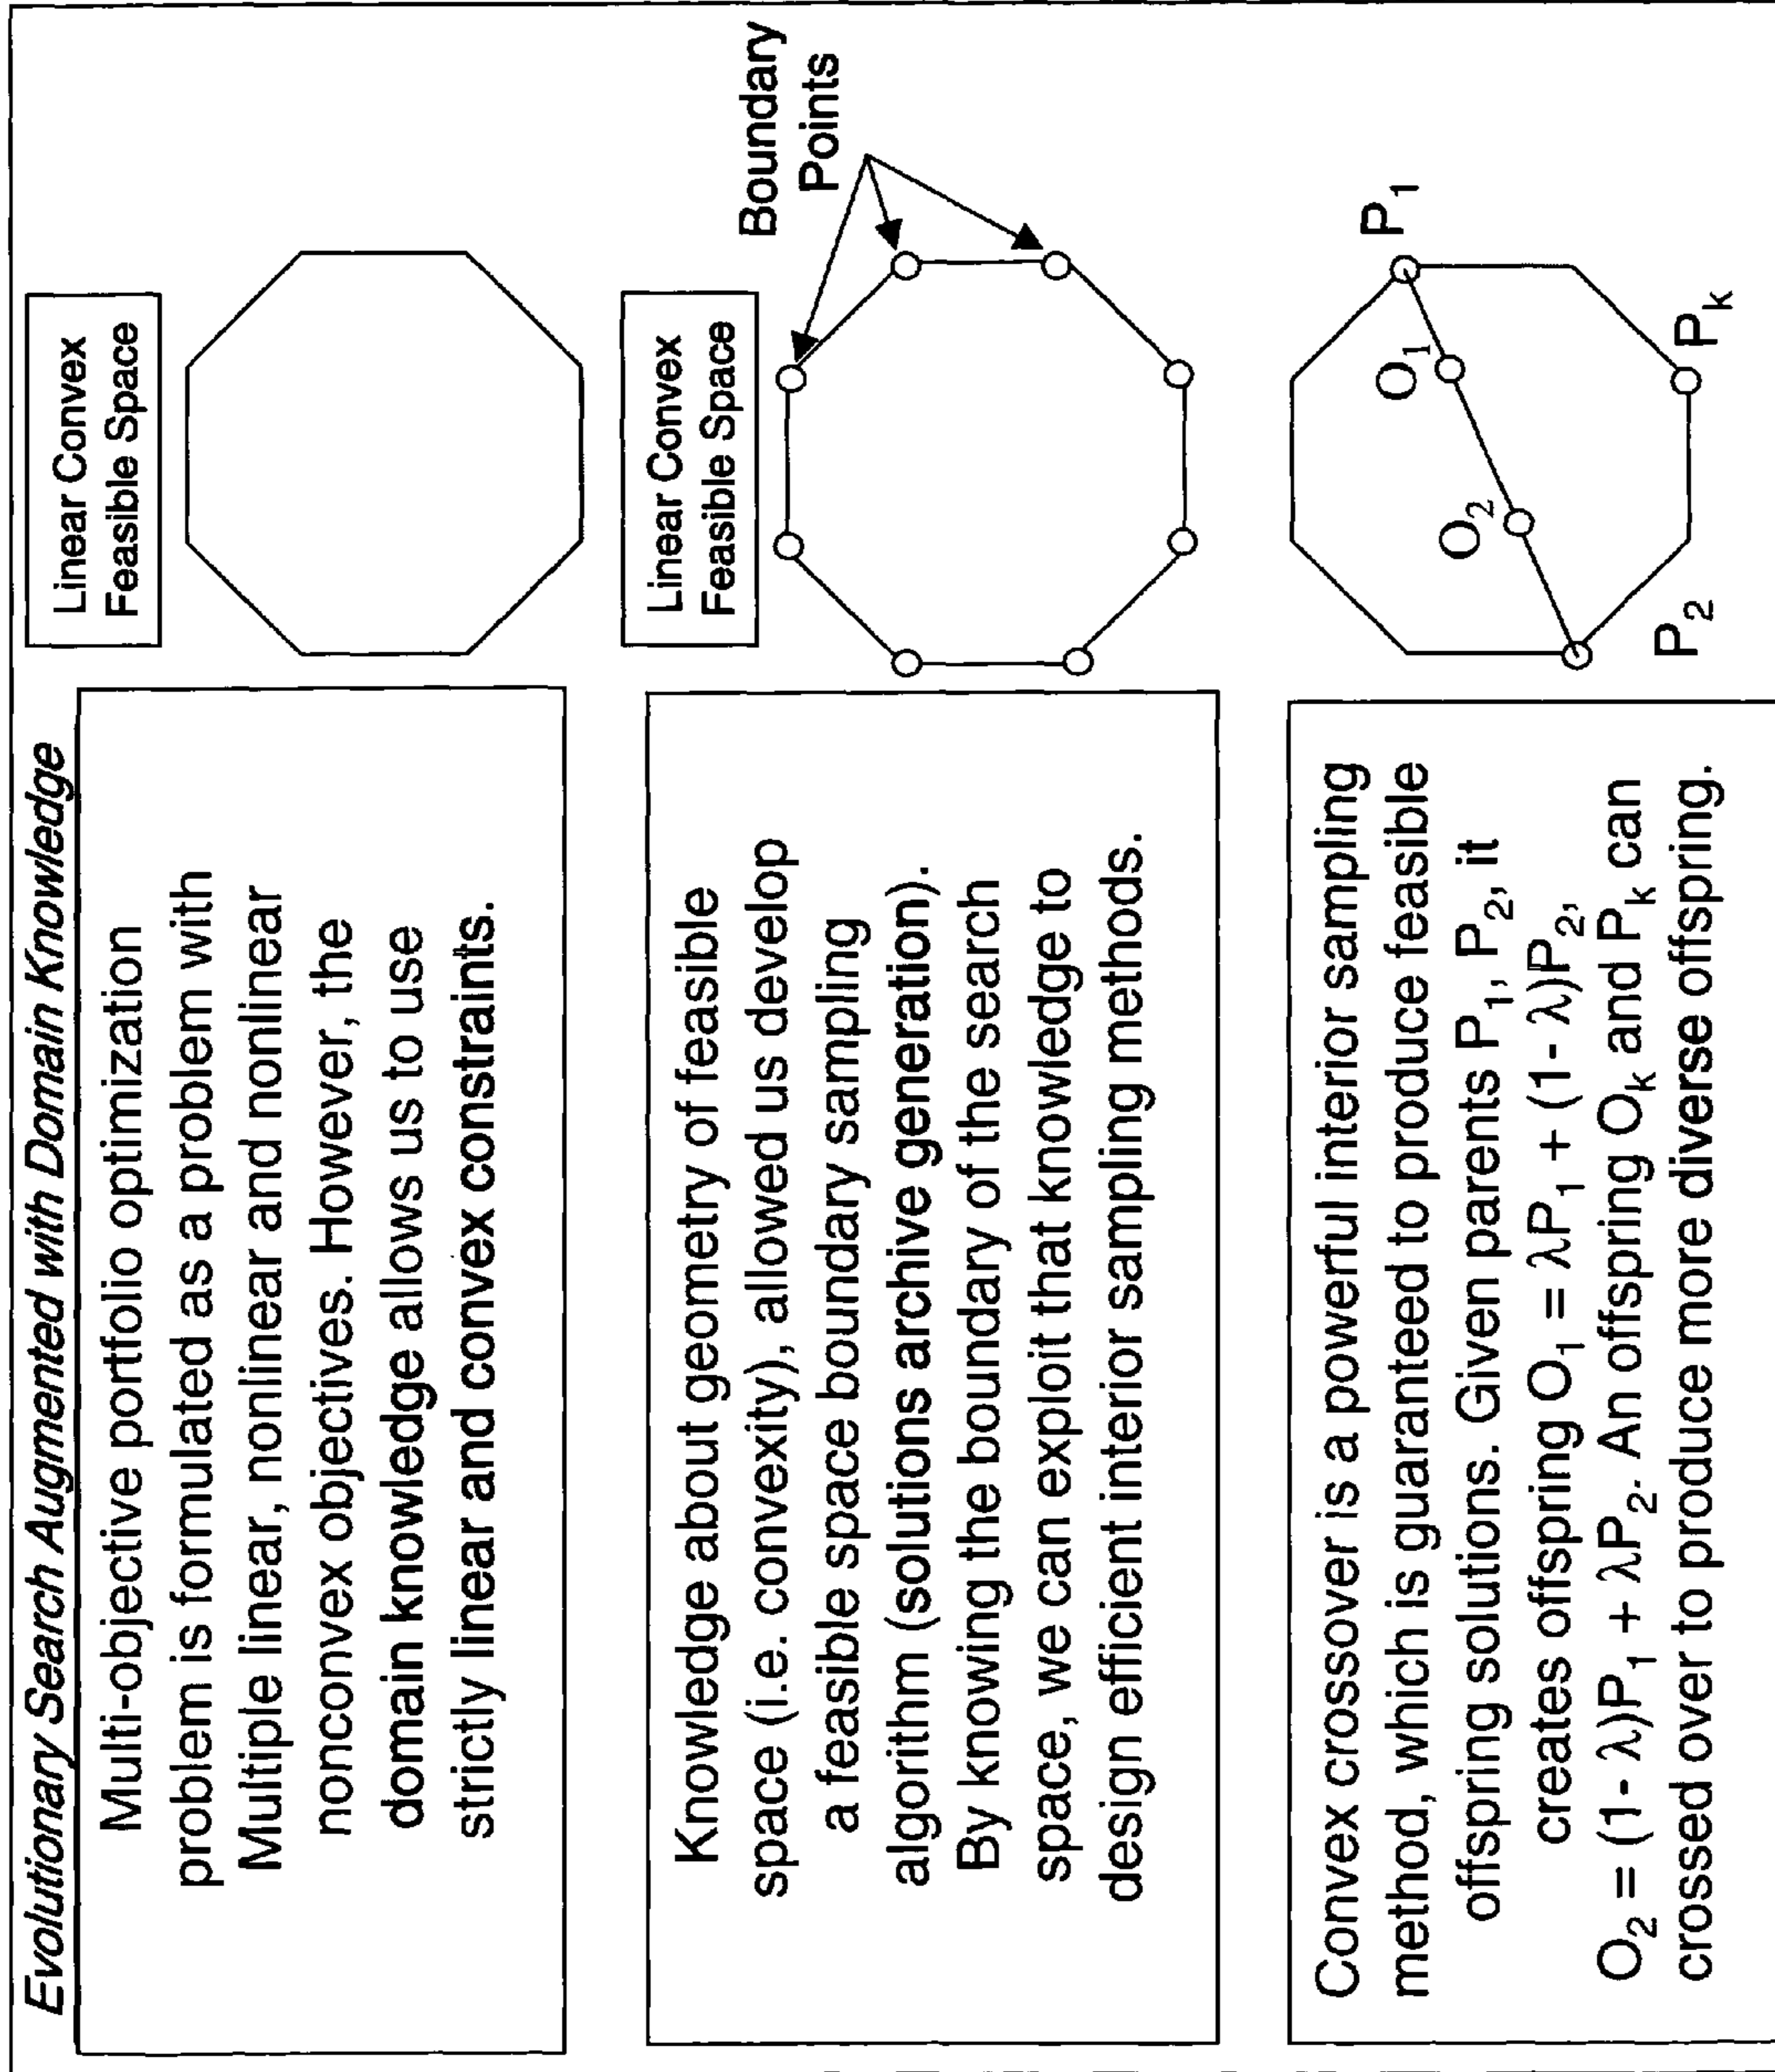 Evolutionary Search Augmented with Domain Knowledge
Multi-objective portfolio optimization
problem is formulated as a problem with
Multiple linear, nonlinear and nonlinear
nonconvex objectives. However, the
domain knowledge allows us to use
strictly linear and convex constraints.
Linear Convex
Feasible Space
Knowledge about geometry of feasible
space (i.e. convexity), allowed us develop
a feasible space boundary sampling
algorithm (solutions archive generation).
By knowing the boundary of the search
space, we can exploit that knowledge to
design efficient interior sampling methods.
Linear Convex
Feasible Space
Boundary
Points
Convex crossover is a powerful interior sampling
method, which is guaranteed to produce feasible
offspring solutions. Given parents P₁, P₂, it
creates offspring O₁ = λP₁ + (1- λ)P₂,
O₂ = (1- λ)P₁ + λP₂. An offspring Oₖ and Pₖ can
crossed over to produce more diverse offspring.
P₁
O₁
O₂
P₂
Pₖ